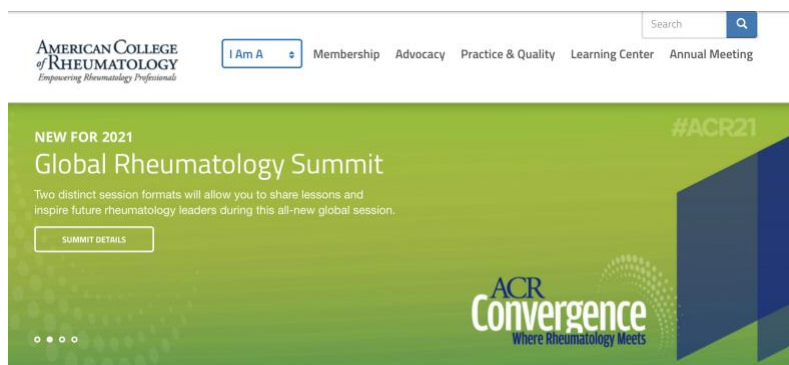 Search
AMERICAN COLLEGE
of RHEUMATOLOGY
Empowering Rheumatology Professionals
I Am A
Membership
Advocacy
Practice & Quality
Learning Center
Annual Meeting
#ACR21
NEW FOR 2021
Global Rheumatology Summit
Two distinct session formats will allow you to share lessons and
inspire future rheumatology leaders during this all-new global session.
SUMMIT DETAILS
ACR
Convergence
Where Rheumatology Meets